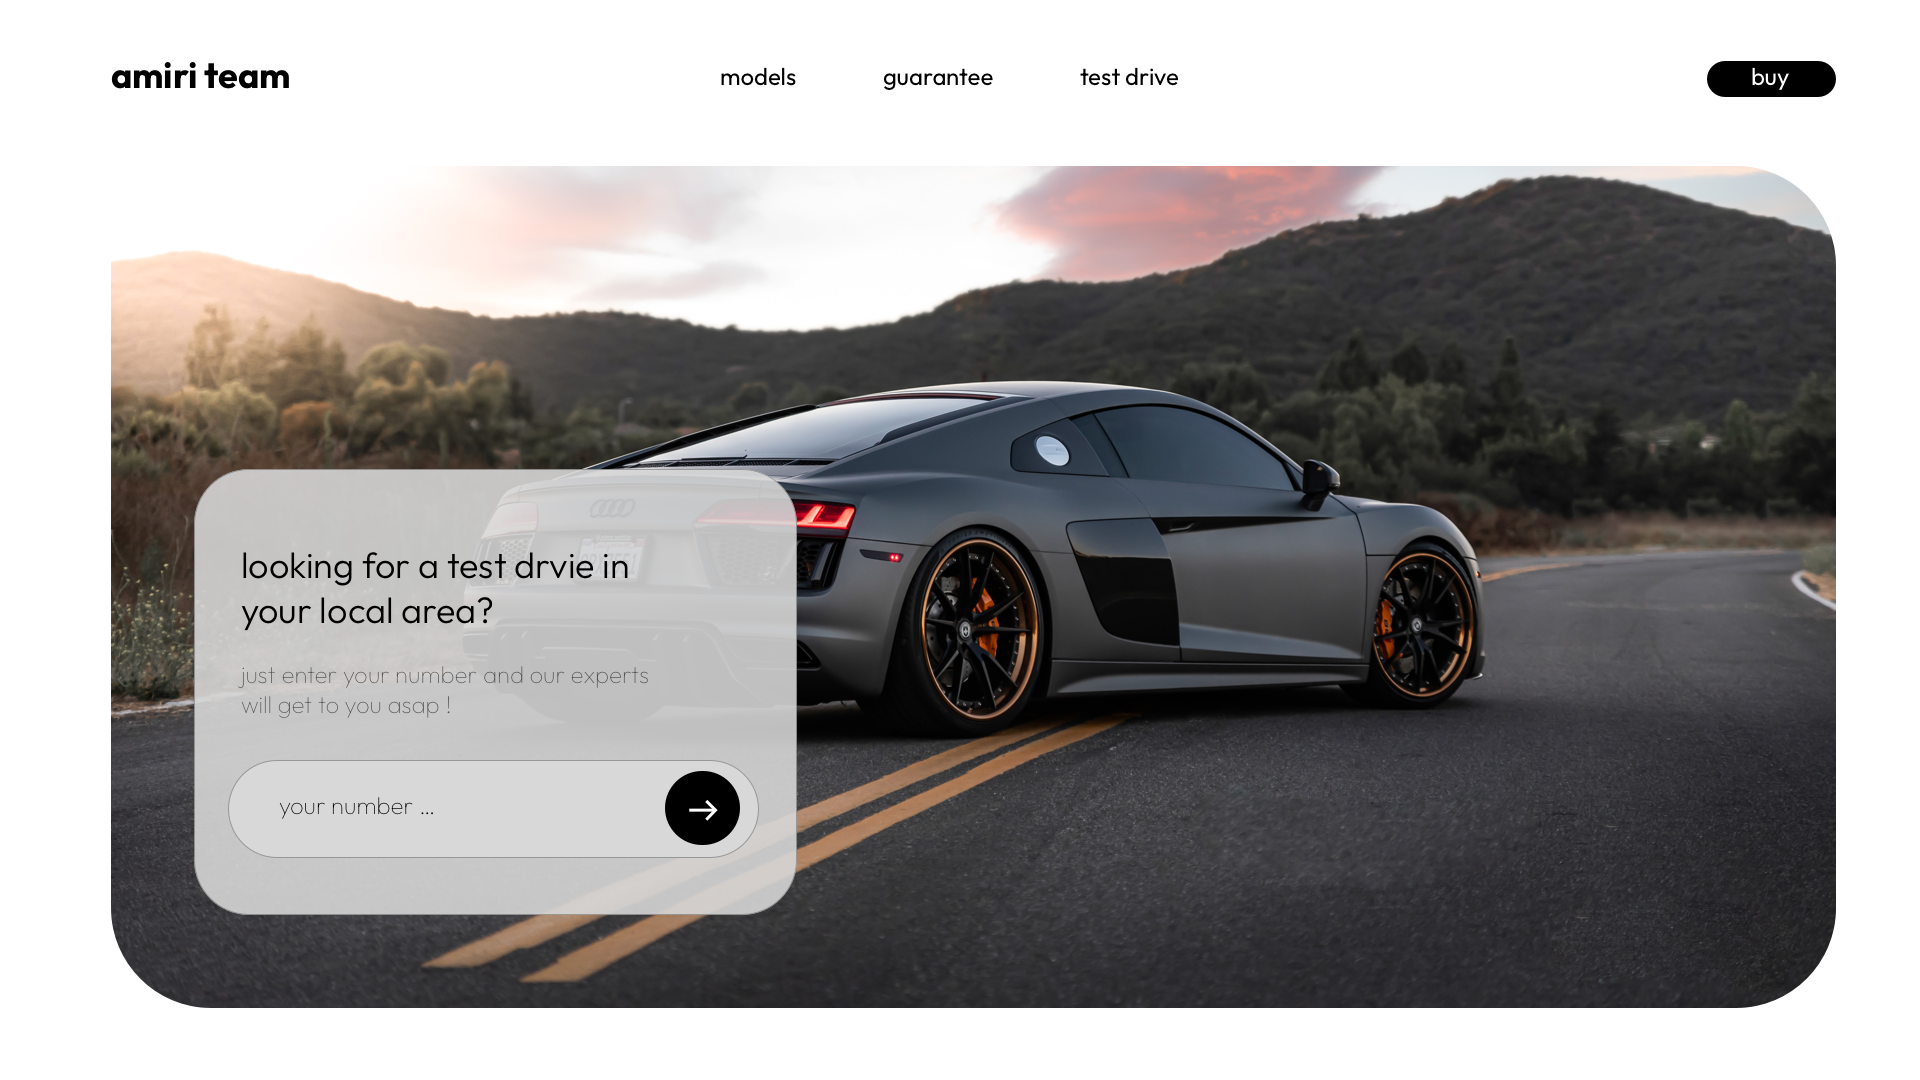 amiri team
models
guarantee
test drive
buy
looking for a test drvie in
your local area?
just enter your number and our experts
will get to you asap !
your number ...